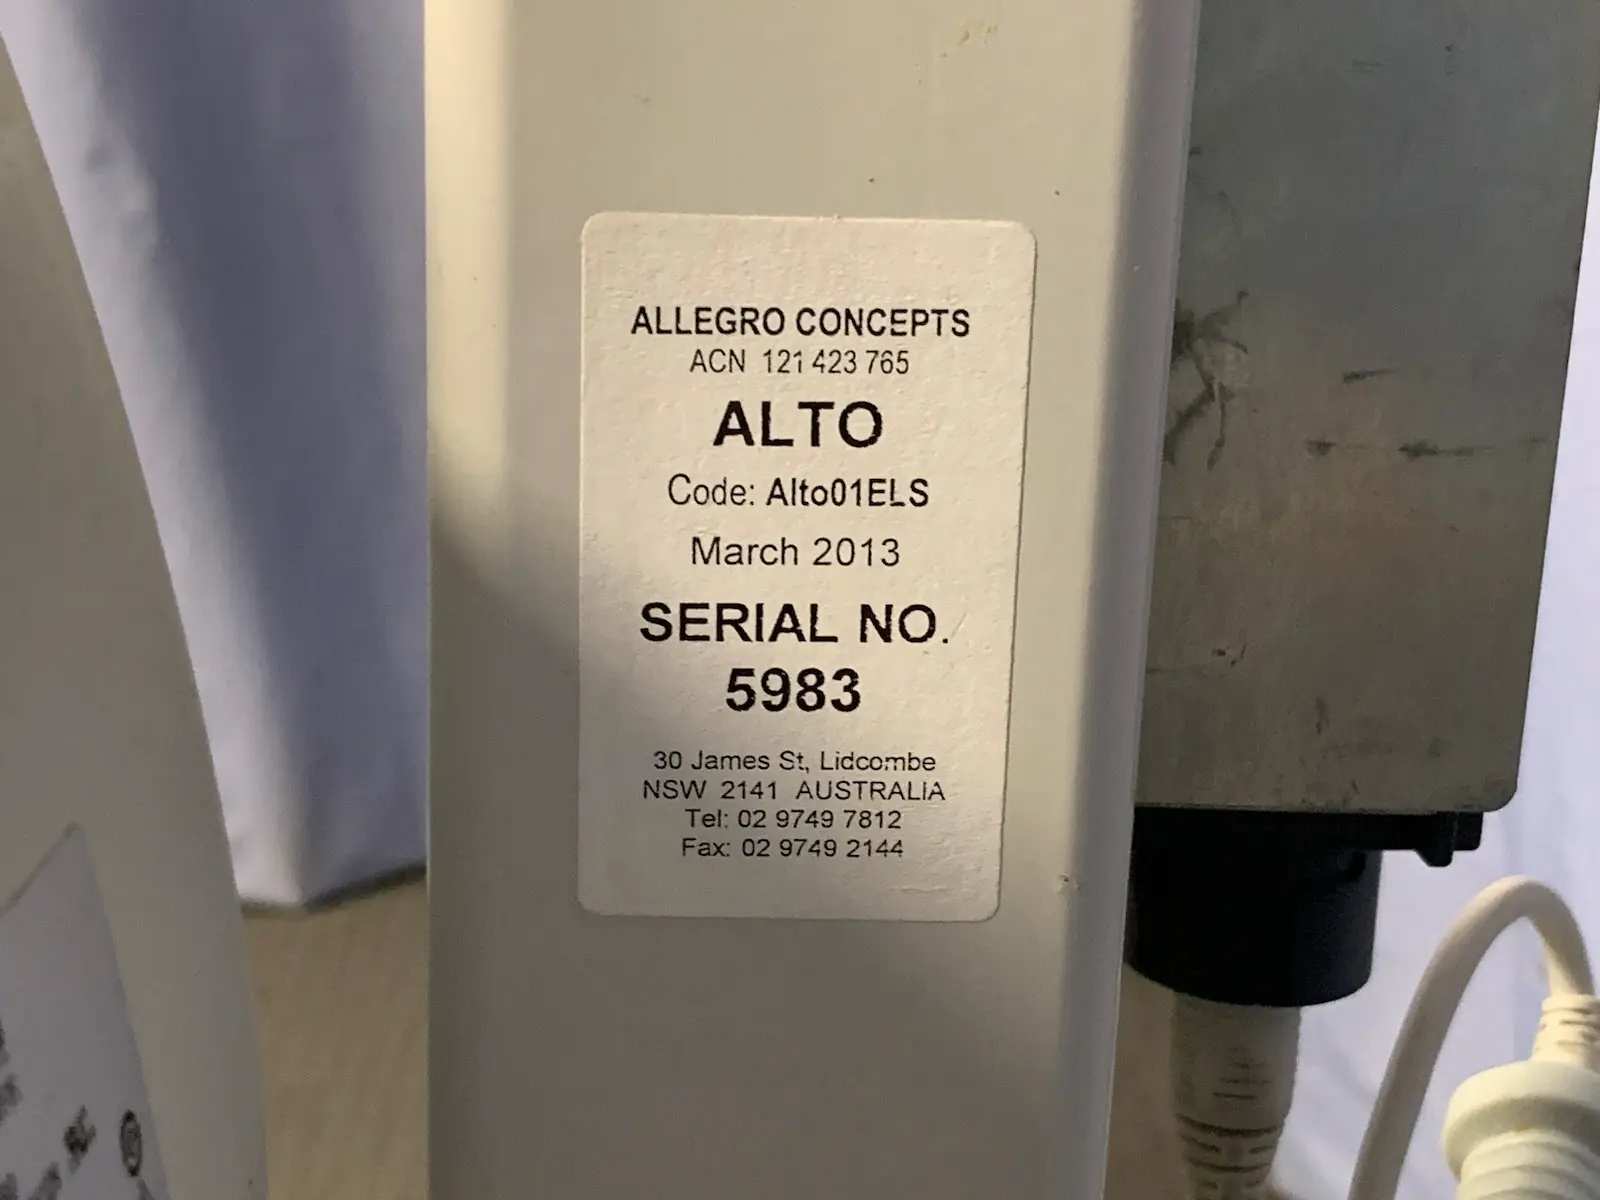 ALLEGRO CONCEPTS
ACN 121 423 765
ALTO
Code: Alto01ELS
March 2013
SERIAL NO.
5983
30 James St, Lidcombe
NSW 2141 AUSTRALIA
Tel: 02 9749 7812
Fax: 02 9749 2144